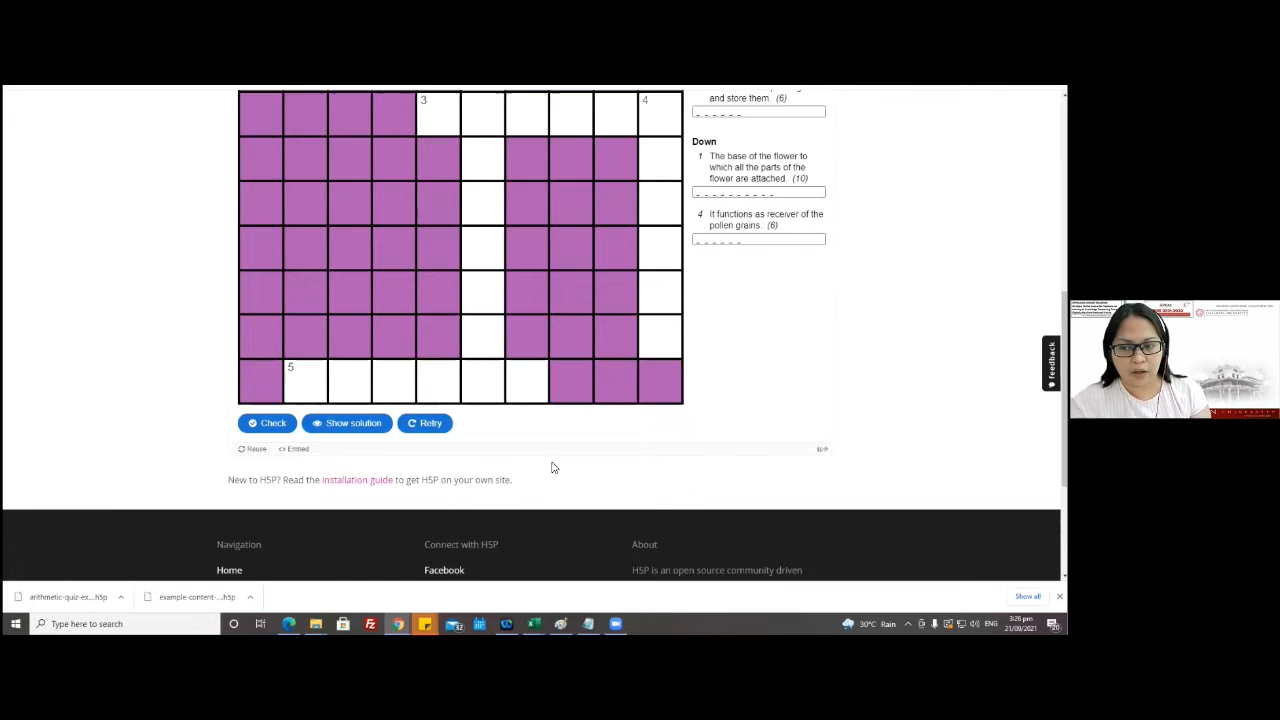 3
4
and store them. (6)
_ _ _ _ _ _
Down
1 The base of the flower to
which all the parts of the
flower are attached. (10)
_ _ _ _ _ _ _ _ _ _
4 It functions as receiver of the
pollen grains. (6)
_ _ _ _ _ _
5
Check
Show solution
Retry
Reuse
<> Embed
H5P
New to H5P? Read the installation guide to get H5P on your own site.
feedback
Navigation
Connect with H5P
About
Home
Facebook
H5P is an open source community driven
arithmetic-quiz-ex....h5p
example-content-....h5p
Show all
Type here to search
32
30°C Rain
ENG
3:26 pm
21/09/2021
20